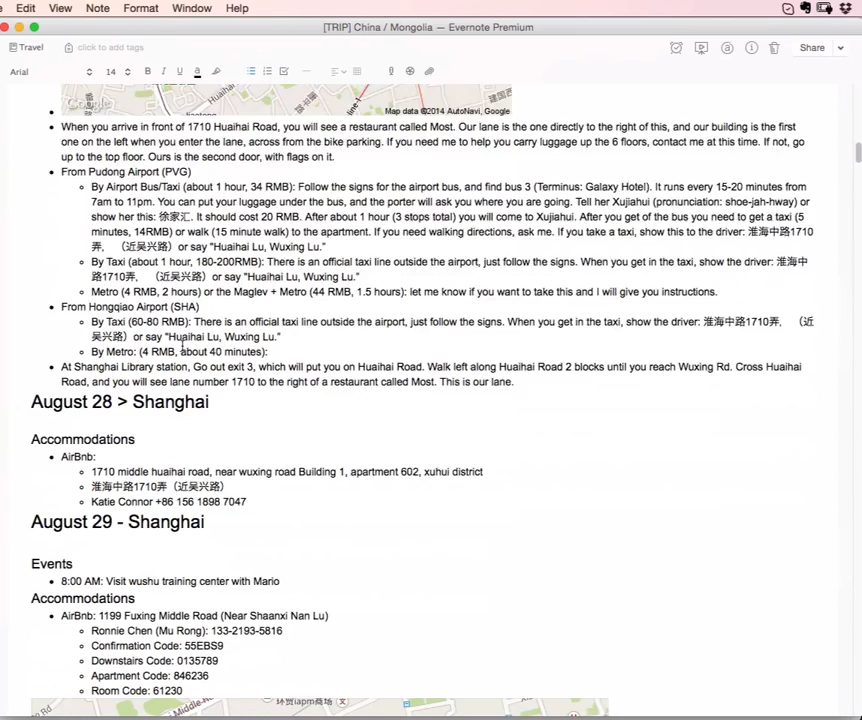 Edit View Note Format Window Help
[TRIP] China / Mongolia — Evernote Premium
Travel click to add tags Share
Arial 14 B I U a
Google
建国西
Map data ©2014 AutoNavi, Google
When you arrive in front of 1710 Huaihai Road, you will see a restaurant called Most. Our lane is the one directly to the right of this, and our building is the first
one on the left when you enter the lane, across from the bike parking. If you need me to help you carry luggage up the 6 floors, contact me at this time. If not, go
up to the top floor. Ours is the second door, with flags on it.
From Pudong Airport (PVG)
By Airport Bus/Taxi (about 1 hour, 34 RMB): Follow the signs for the airport bus, and find bus 3 (Terminus: Galaxy Hotel). It runs every 15-20 minutes from
7am to 11pm. You can put your luggage under the bus, and the porter will ask you where you are going. Tell her Xujiahui (pronunciation: shoe-jah-hway) or
show her this: 徐家汇. It should cost 20 RMB. After about 1 hour (3 stops total) you will come to Xujiahui. After you get of the bus you need to get a taxi (5
minutes, 14RMB) or walk (15 minute walk) to the apartment. If you need walking directions, ask me. If you take a taxi, show this to the driver: 淮海中路1710
弄, （近吴兴路）or say "Huaihai Lu, Wuxing Lu."
By Taxi (about 1 hour, 180-200RMB): There is an official taxi line outside the airport, just follow the signs. When you get in the taxi, show the driver: 淮海中
路1710弄, （近吴兴路）or say "Huaihai Lu, Wuxing Lu."
Metro (4 RMB, 2 hours) or the Maglev + Metro (44 RMB, 1.5 hours): let me know if you want to take this and I will give you instructions.
From Hongqiao Airport (SHA)
By Taxi (60-80 RMB): There is an official taxi line outside the airport, just follow the signs. When you get in the taxi, show the driver: 淮海中路1710弄, （近
吴兴路）or say "Huaihai Lu, Wuxing Lu."
By Metro: (4 RMB, about 40 minutes):
At Shanghai Library station, Go out exit 3, which will put you on Huaihai Road. Walk left along Huaihai Road 2 blocks until you reach Wuxing Rd. Cross Huaihai
Road, and you will see lane number 1710 to the right of a restaurant called Most. This is our lane.
August 28 > Shanghai
Accommodations
AirBnb:
1710 middle huaihai road, near wuxing road Building 1, apartment 602, xuhui district
淮海中路1710弄（近吴兴路）
Katie Connor +86 156 1898 7047
August 29 - Shanghai
Events
8:00 AM: Visit wushu training center with Mario
Accommodations
AirBnb: 1199 Fuxing Middle Road (Near Shaanxi Nan Lu)
Ronnie Chen (Mu Rong): 133-2193-5816
Confirmation Code: 55EBS9
Downstairs Code: 0135789
Apartment Code: 846236
Room Code: 61230
环贸iapm商场